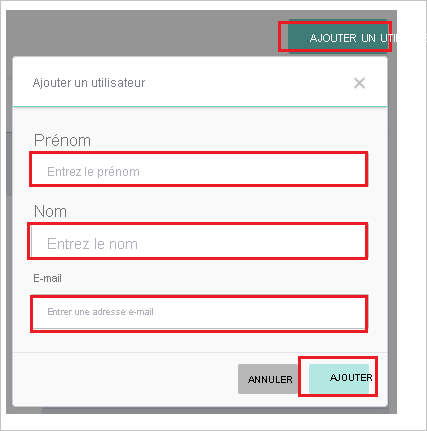 AJOUTER UN
Ajouter un utilisateur
Prénom
Entrez le prénom
Nom
Entrez le nom
E-mail
Entrer une adresse e-mail
ANNULER
AJOUTER